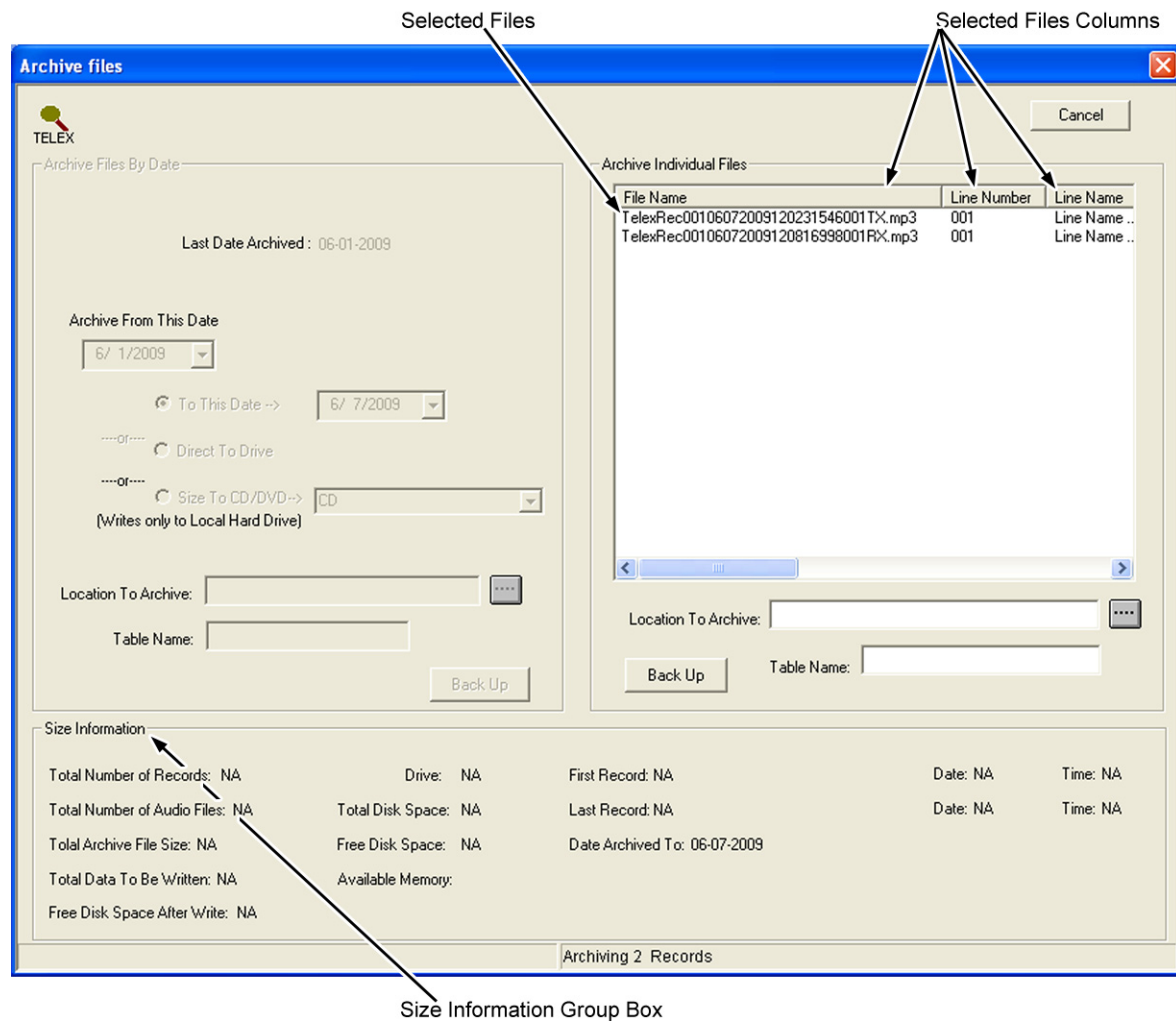 Selected Files
Selected Files Columns
Archive files
Cancel
TELEX
Archive Files By Date
Last Date Archived : 06-01-2009
Archive From This Date
6/ 1/2009
To This Date --> 6/ 7/2009
----or----
Direct To Drive
----or----
Size To CD/DVD--> CD
(Writes only to Local Hard Drive)
Location To Archive:
....
Table Name:
Back Up
Archive Individual Files
File Name Line Number Line Name
TelexRec00106072009120231546001TX.mp3 001 Line Name ..
TelexRec00106072009120816998001RX.mp3 001 Line Name ..
Location To Archive:
....
Back Up
Table Name:
Size Information
Total Number of Records: NA Drive: NA First Record: NA Date: NA Time: NA
Total Number of Audio Files: NA Total Disk Space: NA Last Record: NA Date: NA Time: NA
Tolal Archive File Size: NA Free Disk Space: NA Date Archived To: 06-07-2009
Total Data To Be Written: NA Available Memory:
Free Disk Space After Write: NA
Archiving 2 Records
Size Information Group Box